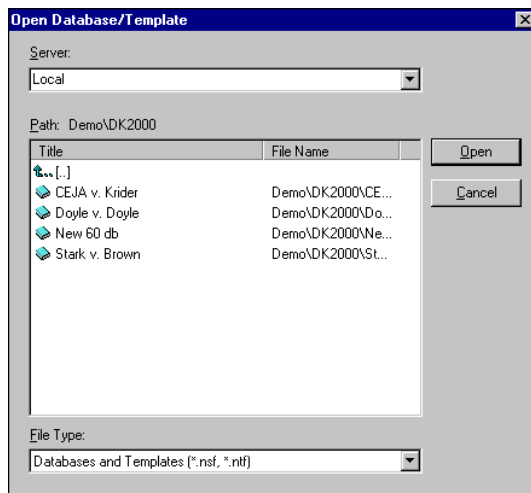 Open Database/Template
Server:
Local
Path: Demo\DK2000
Title File Name
[..]
CEJA v. Krider Demo\DK2000\CE...
Doyle v. Doyle Demo\DK2000\Do...
New 60 db Demo\DK2000\Ne...
Stark v. Brown Demo\DK2000\St...
Open
Cancel
File Type:
Databases and Templates (*.nsf, *.ntf)